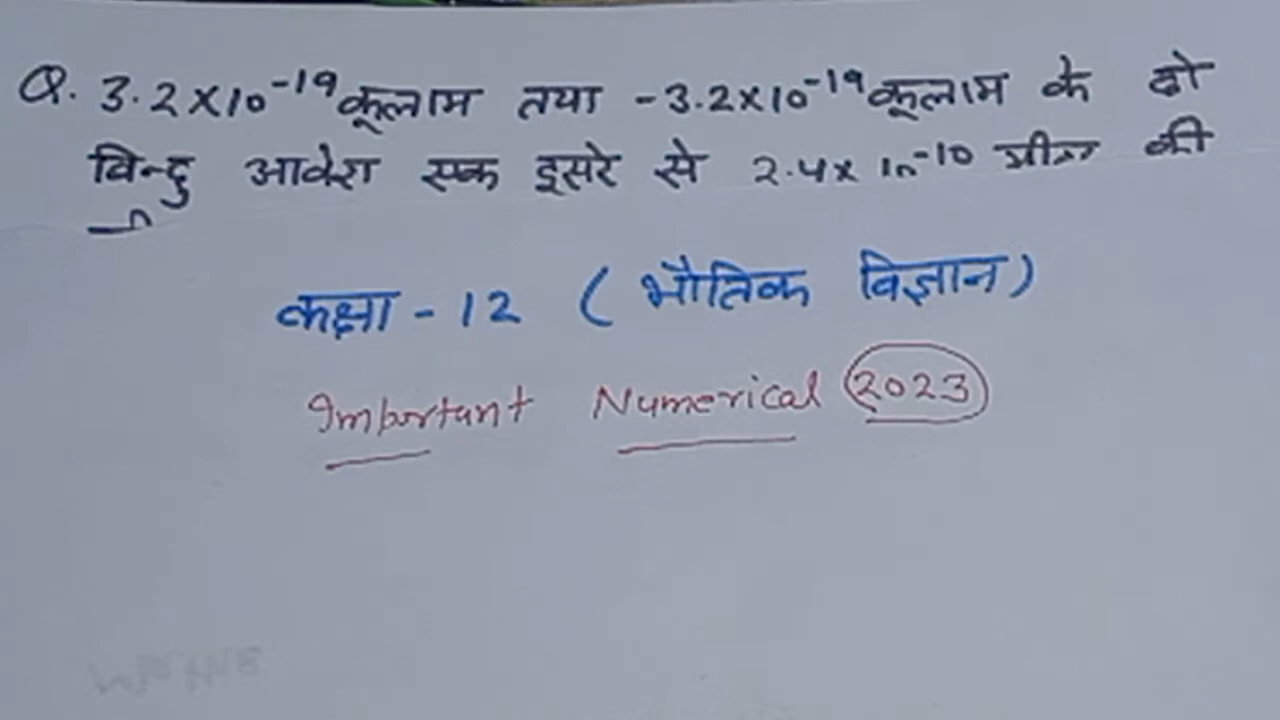 Q. 3.2×10⁻¹⁹ कूलाम तथा -3.2×10⁻¹⁹ कूलाम के दो
बिन्दु आवेश एक दूसरे से 2.4× 10⁻¹⁰ मीटर की
कक्षा - 12 ( भौतिक विज्ञान )
Important Numerical 2023